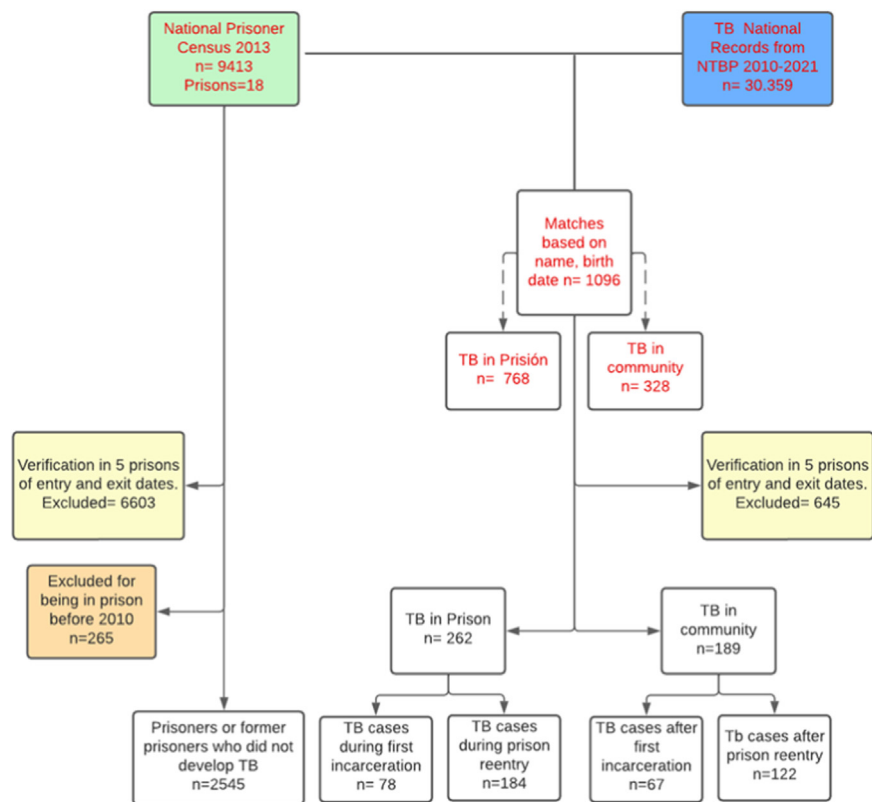 National Prisoner
Census 2013
n= 9413
Prisons=18
TB National
Records from
NTBP 2010-2021
n= 30.359
Matches
based on
name, birth
date n= 1096
TB in Prisión
n= 768
TB in
community
n= 328
Verification in 5 prisons
of entry and exit dates.
Excluded= 6603
Verification in 5 prisons
of entry and exit dates.
Excluded= 645
Excluded for
being in prison
before 2010
n=265
TB in Prison
n= 262
TB in
community
n=189
Prisoners or former
prisoners who did not
develop TB
n=2545
TB cases
during first
incarceration
n= 78
TB cases
during prison
reentry
n=184
TB cases after
first
incarceration
n=67
Tb cases after
prison reentry
n=122